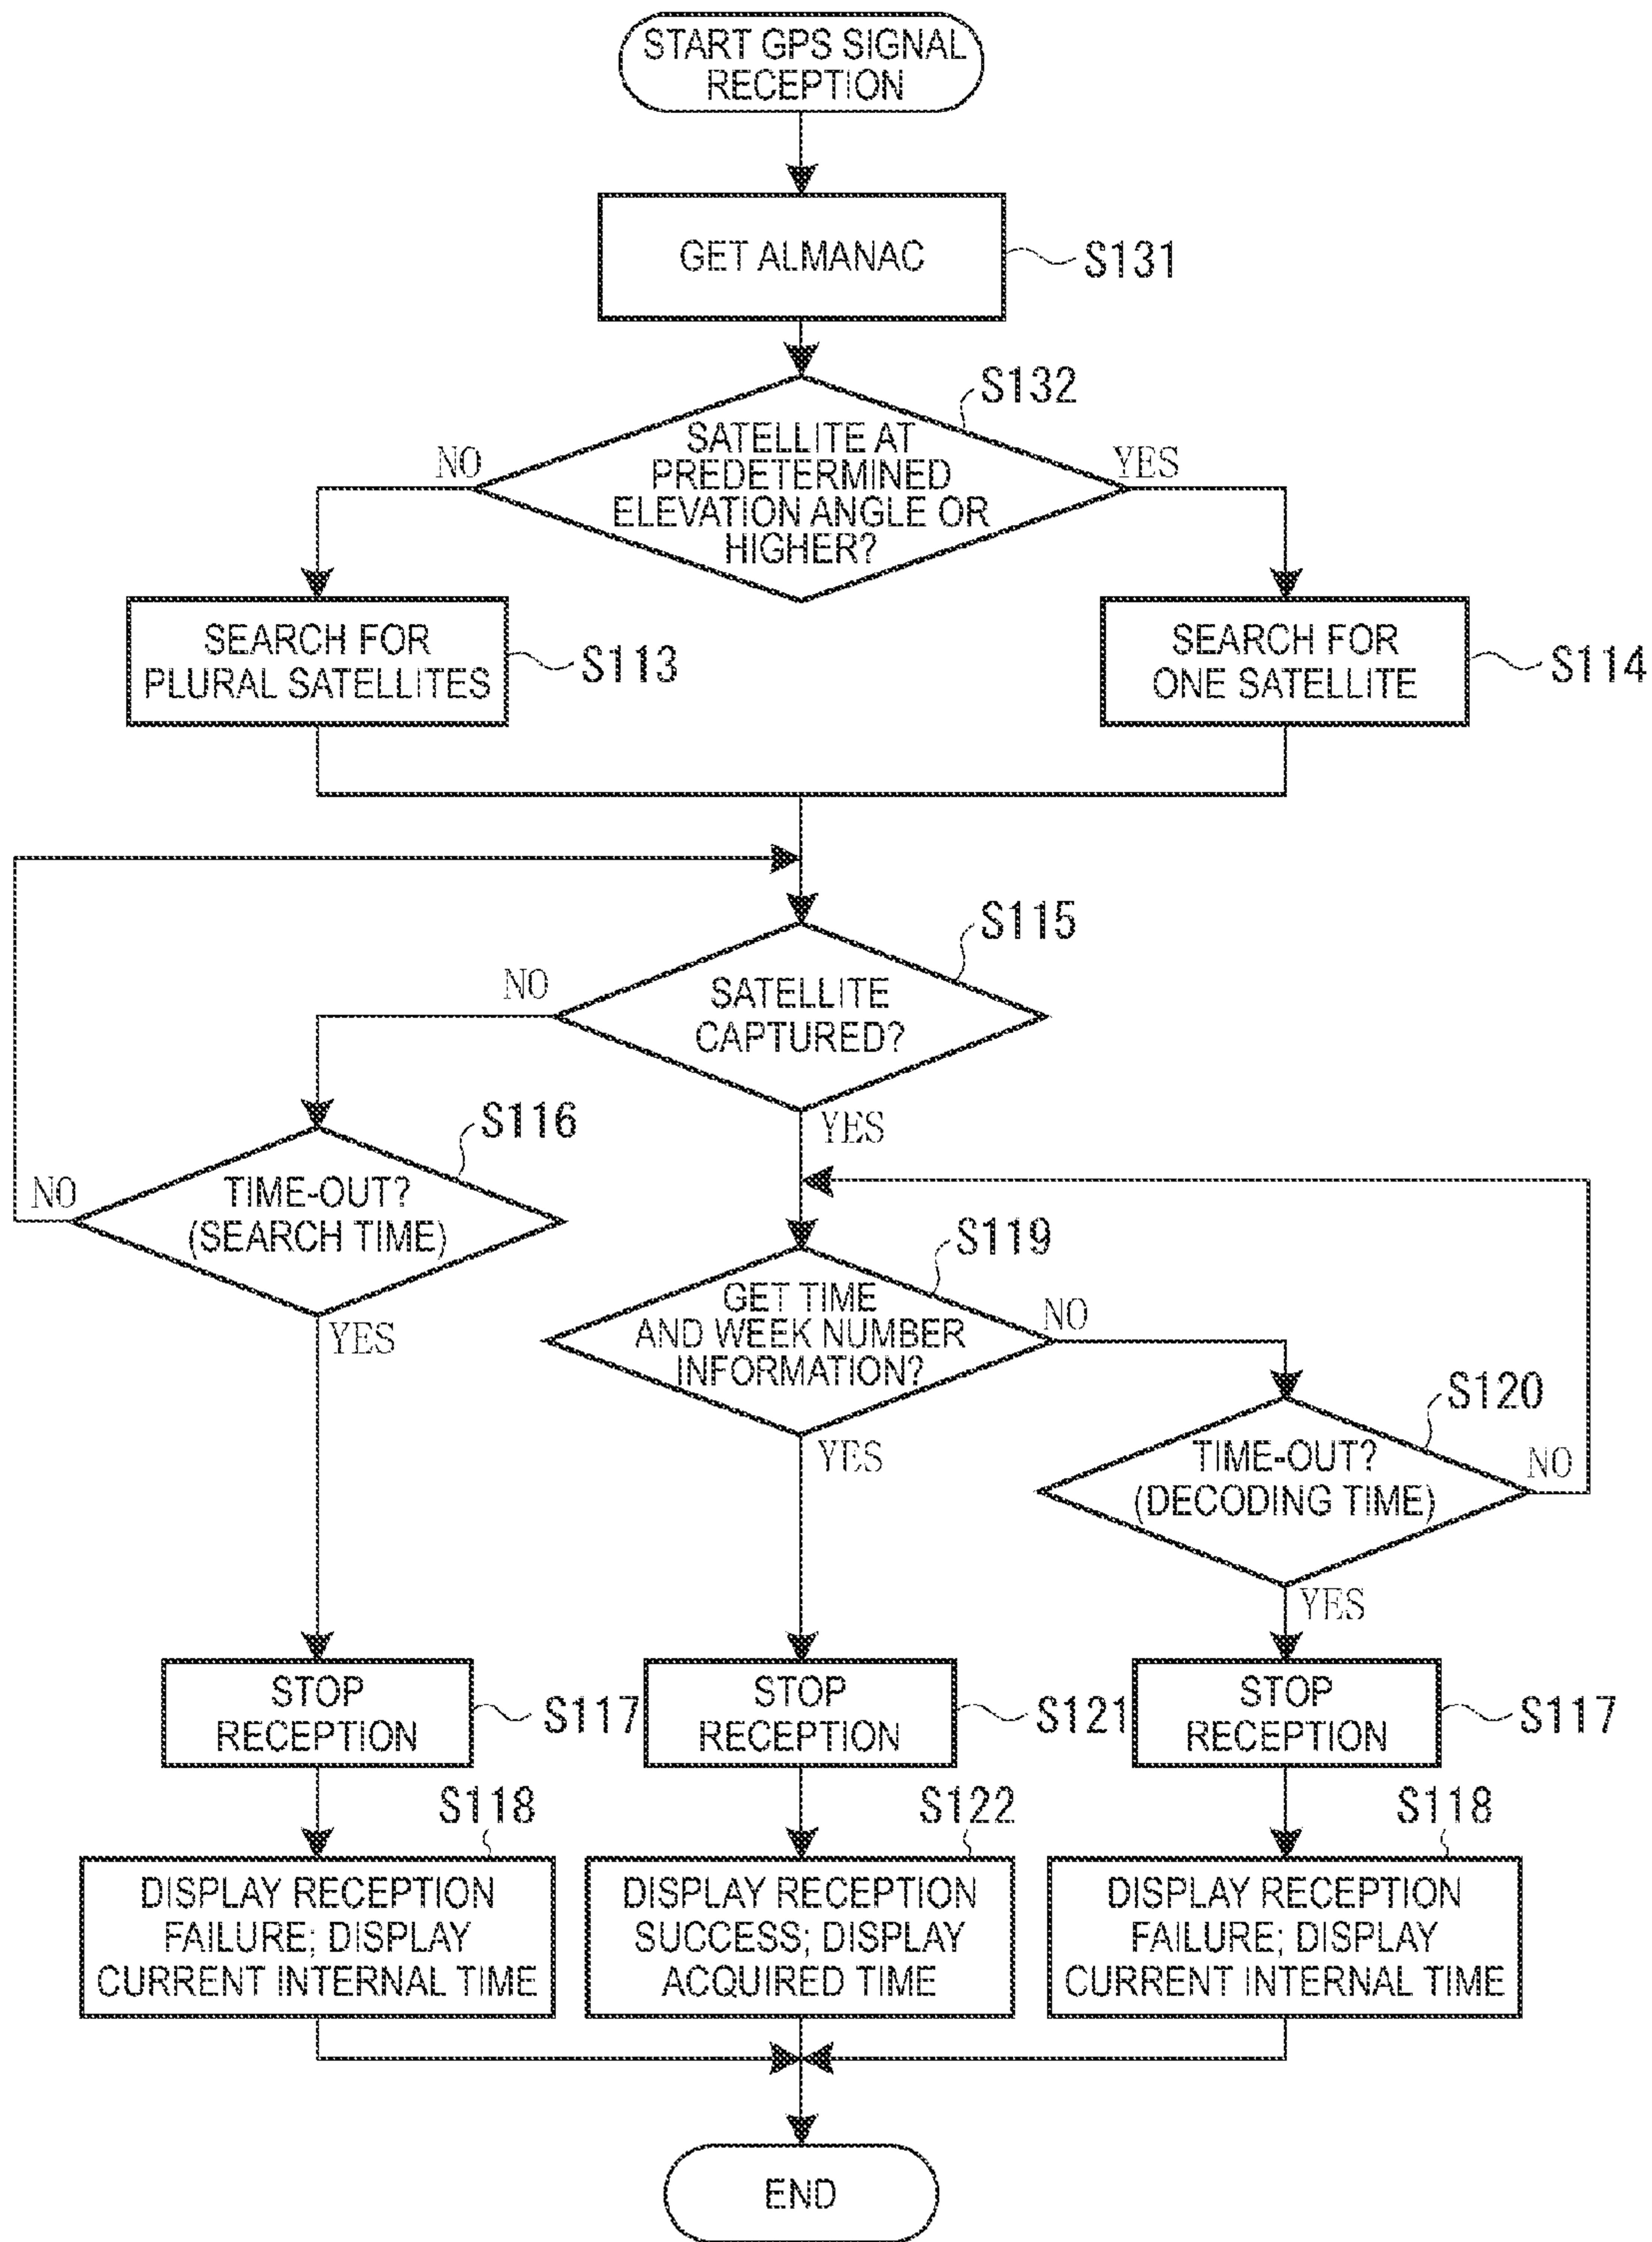 START GPS SIGNAL
RECEPTION
GET ALMANAC
S131
S132
SATELLITE AT
PREDETERMINED
ELEVATION ANGLE OR
HIGHER?
NO
YES
SEARCH FOR
PLURAL SATELLITES
S113
SEARCH FOR
ONE SATELLITE
S114
S115
SATELLITE
CAPTURED?
NO
YES
S116
TIME-OUT?
(SEARCH TIME)
NO
YES
S119
GET TIME
AND WEEK NUMBER
INFORMATION?
NO
YES
S120
TIME-OUT?
(DECODING TIME)
NO
YES
STOP
RECEPTION
S117
STOP
RECEPTION
S121
STOP
RECEPTION
S117
S118
DISPLAY RECEPTION
FAILURE; DISPLAY
CURRENT INTERNAL TIME
S122
DISPLAY RECEPTION
SUCCESS; DISPLAY
ACQUIRED TIME
S118
DISPLAY RECEPTION
FAILURE; DISPLAY
CURRENT INTERNAL TIME
END